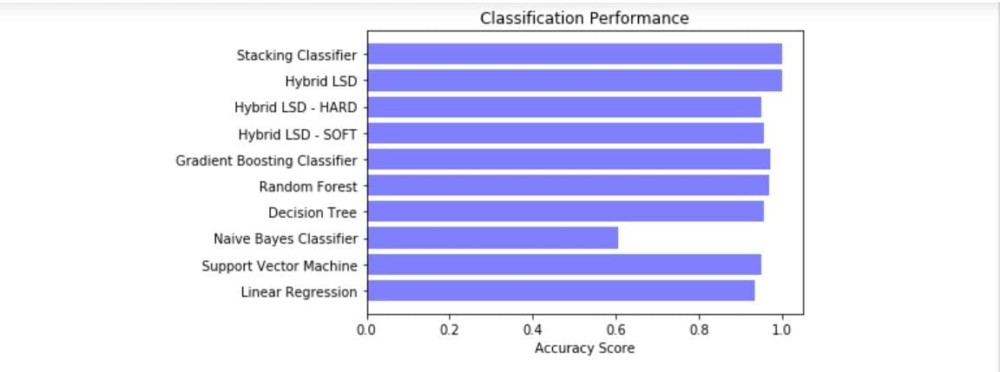 Classification Performance
Stacking Classifier
Hybrid LSD
Hybrid LSD - HARD
Hybrid LSD - SOFT
Gradient Boosting Classifier
Random Forest
Decision Tree
Naive Bayes Classifier
Support Vector Machine
Linear Regression
0.0 0.2 0.4 0.6 0.8 1.0
Accuracy Score